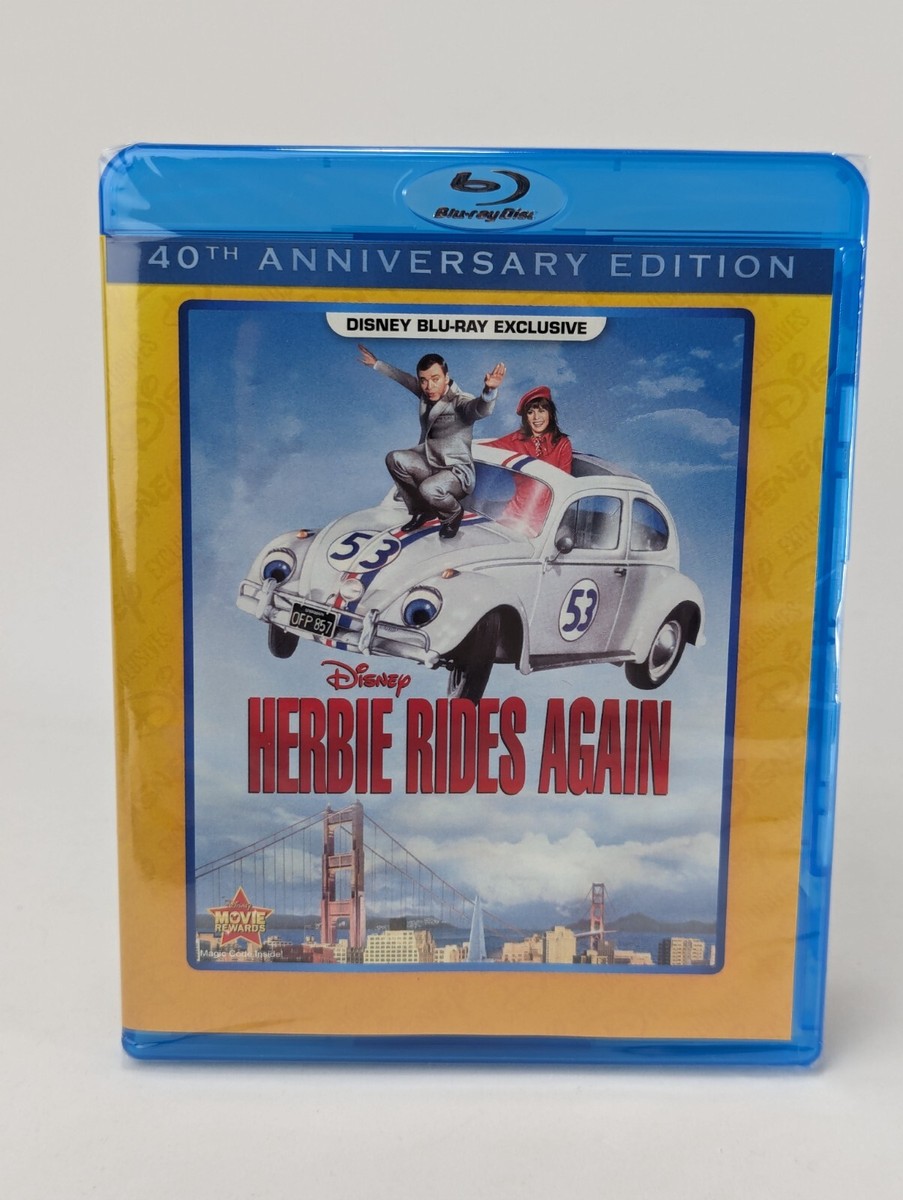 Blu-ray Disc
40TH ANNIVERSARY EDITION
DISNEY BLU-RAY EXCLUSIVE
53
53
OFP 857
Disney
HERBIE RIDES AGAIN
Disney
MOVIE
REWARDS
Magic Code Inside!